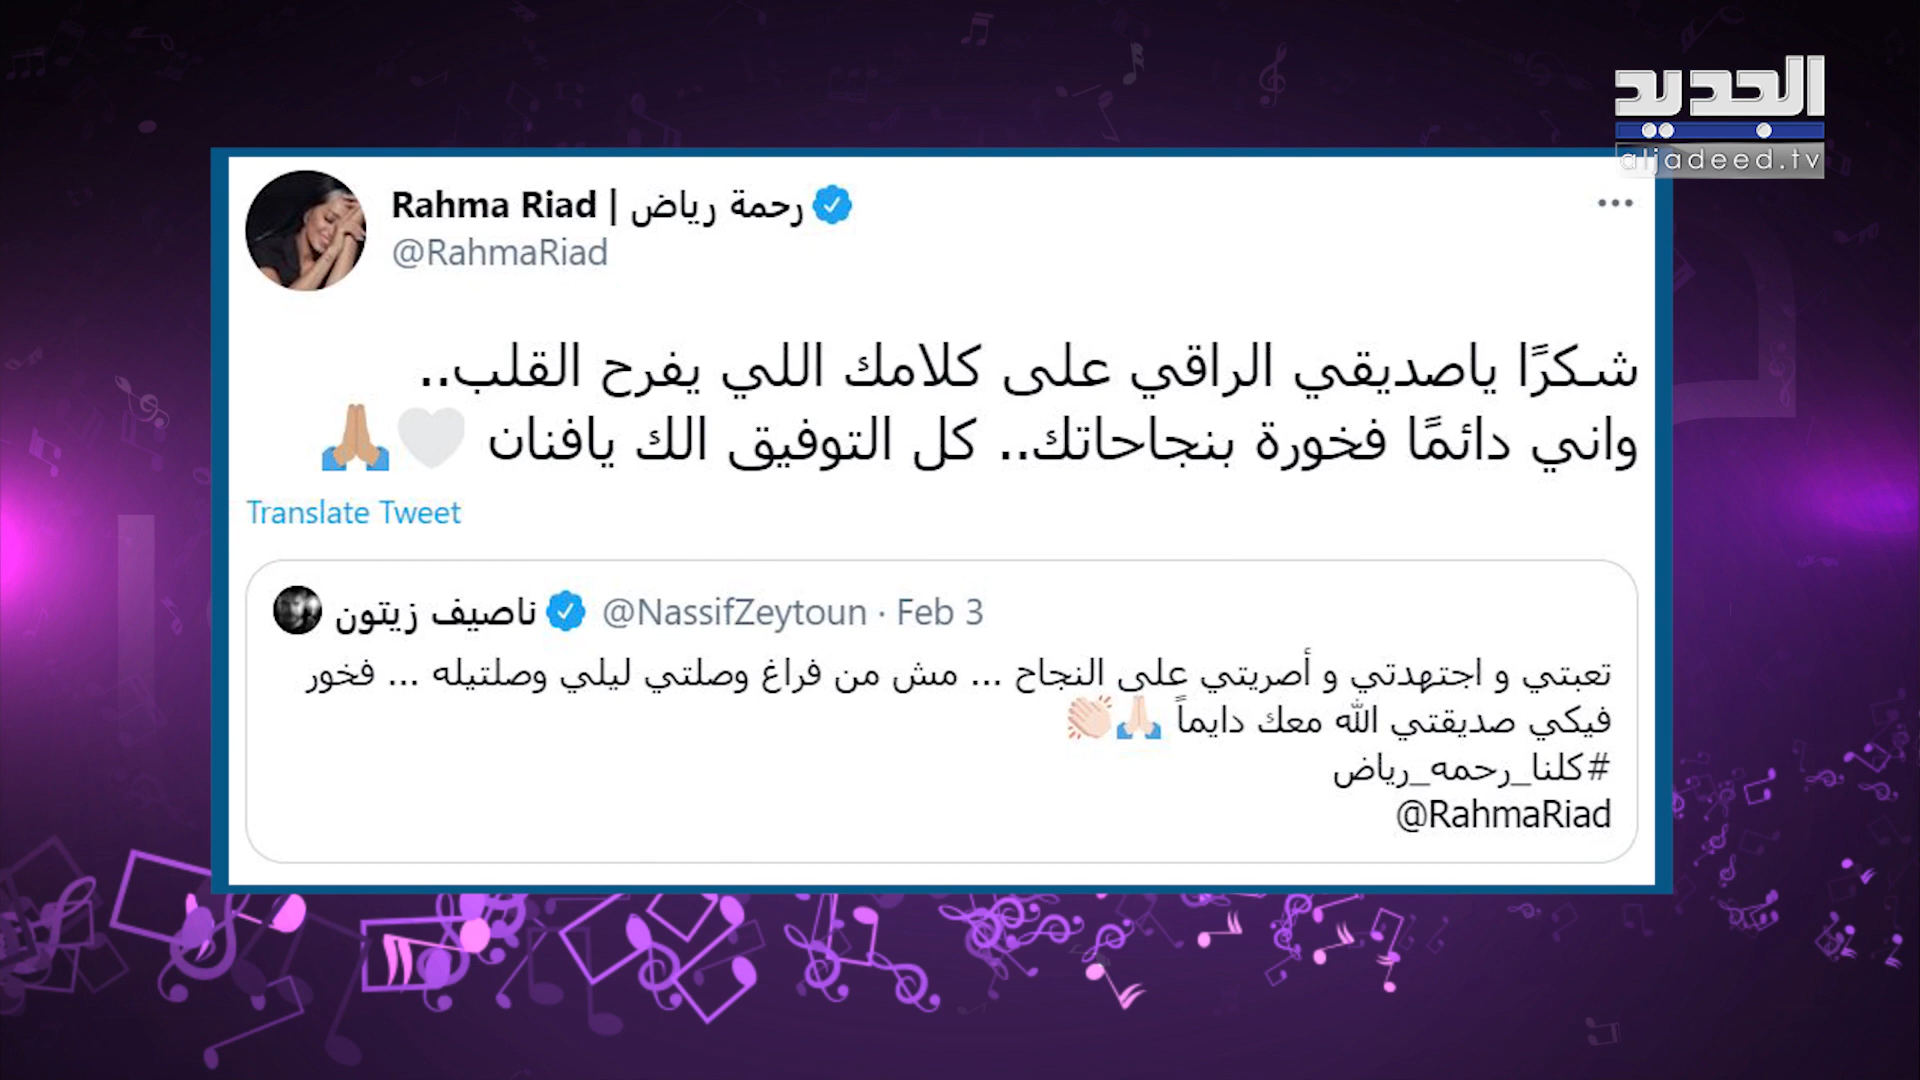 الجديد
aljadeed.tv
Rahma Riad | رحمة رياض
@RahmaRiad
شكرًا ياصديقي الراقي على كلامك اللي يفرح القلب..
واني دائمًا فخورة بنجاحاتك.. كل التوفيق الك يافنان 🤍🙏🏼
Translate Tweet
ناصيف زيتون @NassifZeytoun · Feb 3
تعبتي و اجتهدتي و أصريتي على النجاح ... مش من فراغ وصلتي ليلي وصلتيله ... فخور
فيكي صديقتي الله معك دايماً 🙏🏻👏🏻
#كلنا_رحمه_رياض
@RahmaRiad